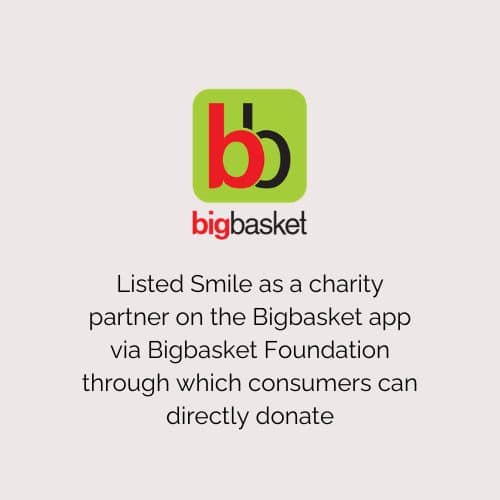 bb
bigbasket
Listed Smile as a charity
partner on the Bigbasket app
via Bigbasket Foundation
through which consumers can
directly donate